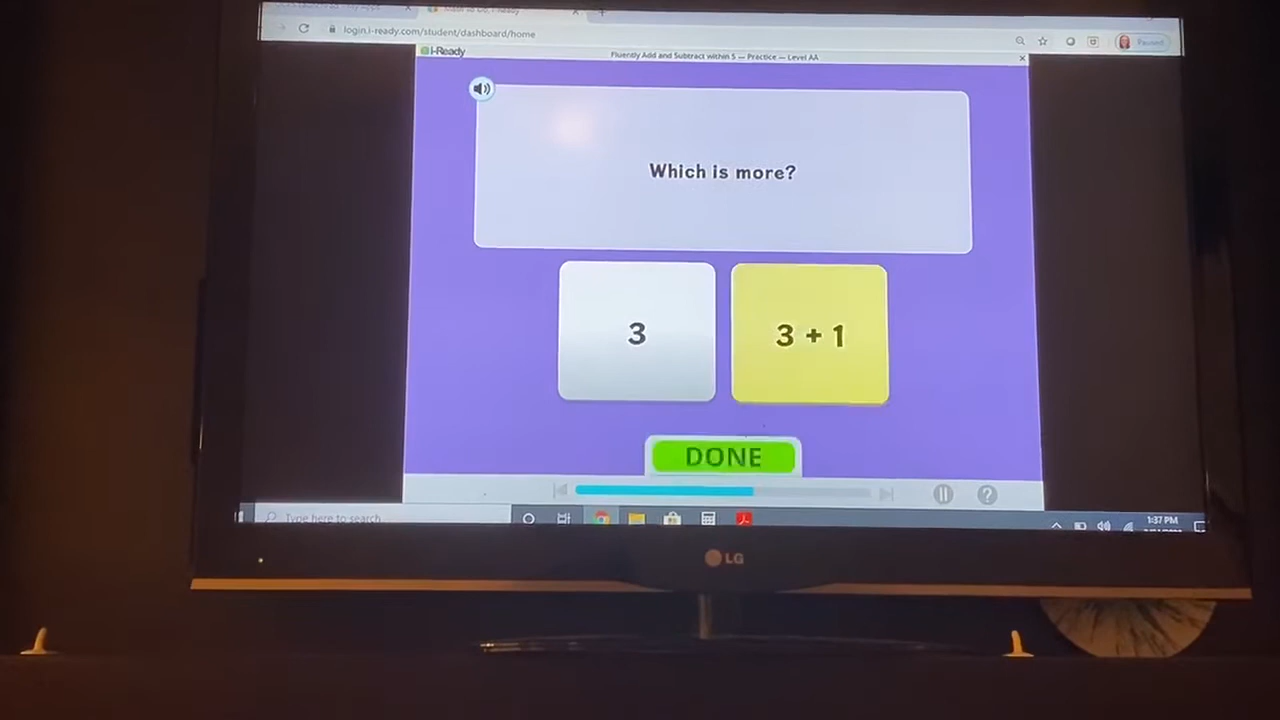 login.i-ready.com/student/dashboard/home
Paused
i-Ready
Fluently Add and Subtract within 5 — Practice — Level AA
Which is more?
3
3 + 1
DONE
Type here to search
1:37 PM
LG